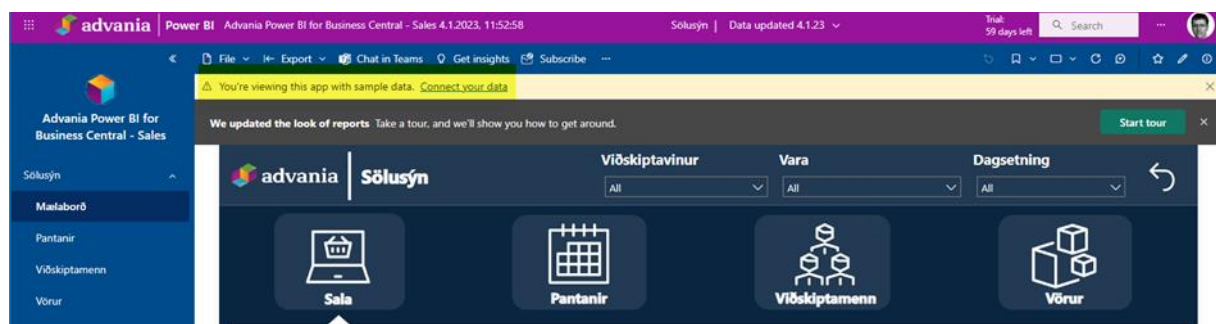 advania Power BI Advania Power BI for Business Central - Sales 4.1.2023, 11:52:58 Sölusýn | Data updated 4.1.23 Trial: 59 days left Search
File Export Chat in Teams Get insights Subscribe
You're viewing this app with sample data. Connect your data
Advania Power BI for
Business Central - Sales
We updated the look of reports Take a tour, and we'll show you how to get around. Start tour
Sölusýn
Mælaborð
Pantanir
Viðskiptamenn
Vörur
advania Sölusýn
Viðskiptavinur Vara Dagsetning
All All All
Sala Pantanir Viðskiptamenn Vörur